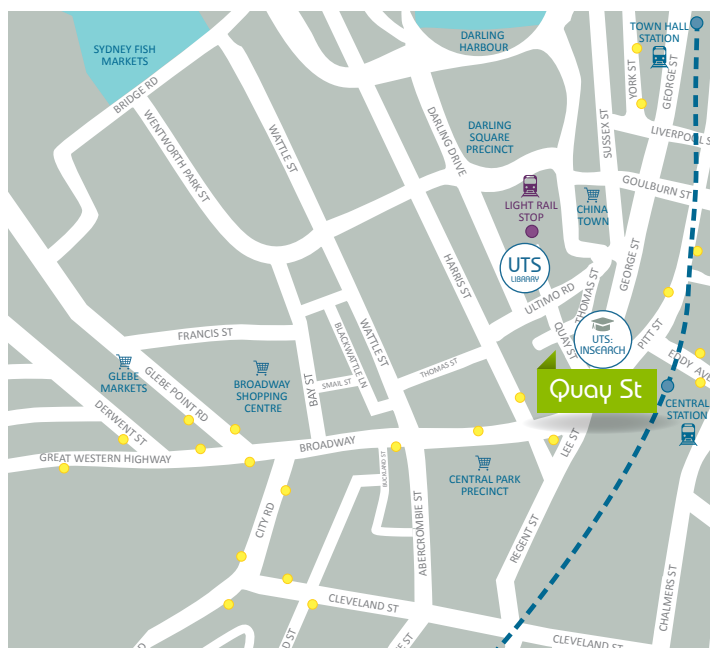 SYDNEY FISH
MARKETS
DARLING
HARBOUR
TOWN HALL
STATION
BRIDGE RD
WENTWORTH PARK ST
WATTLE ST
DARLING DRIVE
DARLING
SQUARE
PRECINCT
SUSSEX ST
YORK ST
GEORGE ST
LIVERPOOL S
GOULBURN ST
LIGHT RAIL
STOP
CHINA
TOWN
UTS
LIBRARY
HARRIS ST
ULTIMO RD
THOMAS ST
GEORGE ST
QUAY ST
UTS:
INSEARCH
PITT ST
EDDY AVE
FRANCIS ST
BLACKWATTLE LN
WATTLE ST
THOMAS ST
SMAIL ST
BAY ST
GLEBE
MARKETS
GLEBE POINT RD
BROADWAY
SHOPPING
CENTRE
Quay St
CENTRAL
STATION
DERWENT ST
GREAT WESTERN HIGHWAY
BROADWAY
BUCKLAND ST
CENTRAL PARK
PRECINCT
LEE ST
CITY RD
ABERCROMBIE ST
REGENT ST
CHALMERS ST
CLEVELAND ST
CLEVELAND ST
RD
D ST
E ST